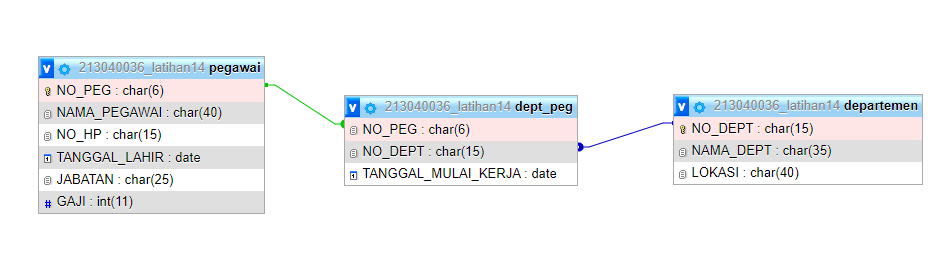 213040036_latihan14 pegawai
NO_PEG : char(6)
NAMA_PEGAWAI : char(40)
NO_HP : char(15)
TANGGAL_LAHIR : date
JABATAN : char(25)
GAJI : int(11)
213040036_latihan14 dept_peg
NO_PEG : char(6)
NO_DEPT : char(15)
TANGGAL_MULAI_KERJA : date
213040036_latihan14 departemen
NO_DEPT : char(15)
NAMA_DEPT : char(35)
LOKASI : char(40)